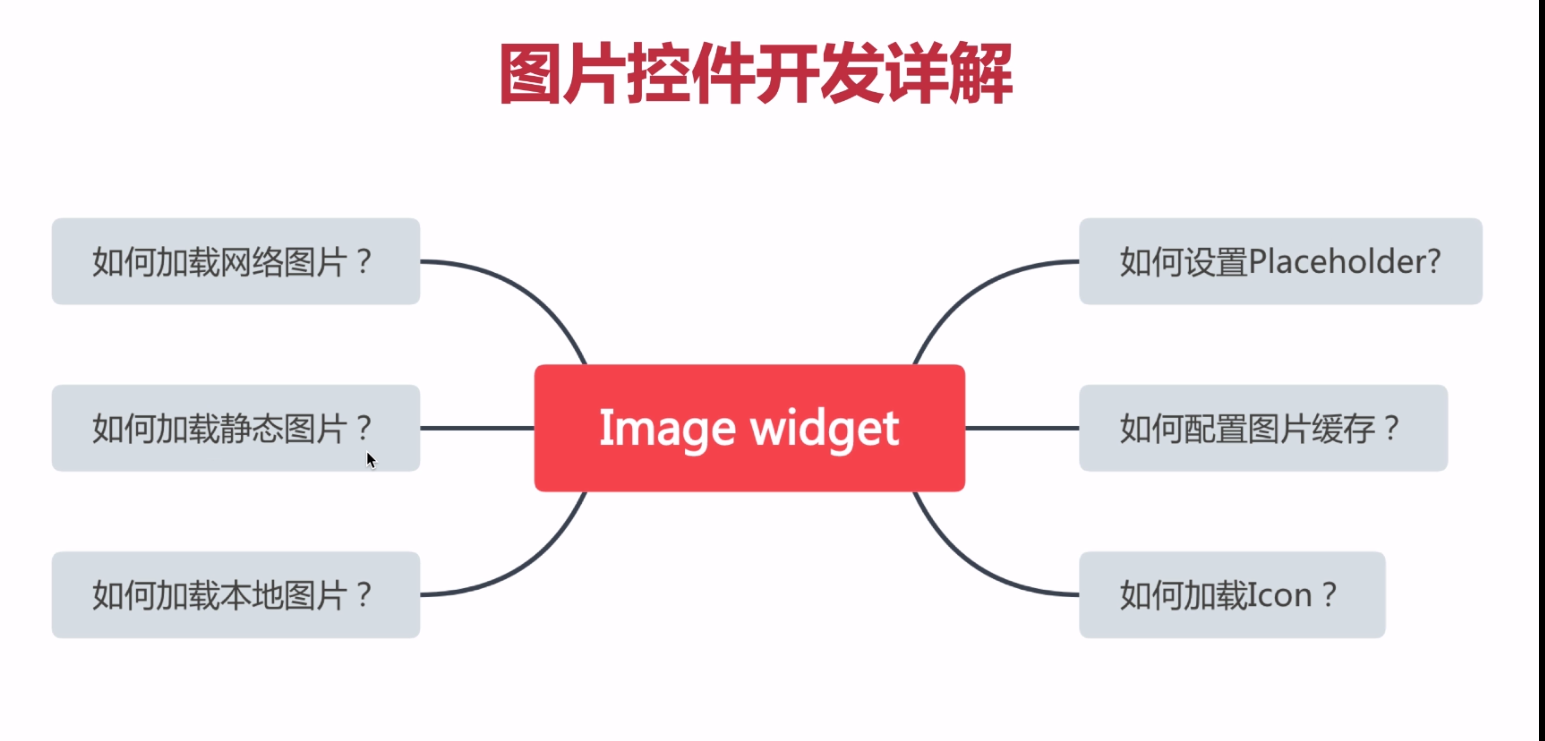 图片控件开发详解
如何加载网络图片？
如何加载静态图片？
如何加载本地图片？
Image widget
如何设置Placeholder?
如何配置图片缓存？
如何加载Icon？